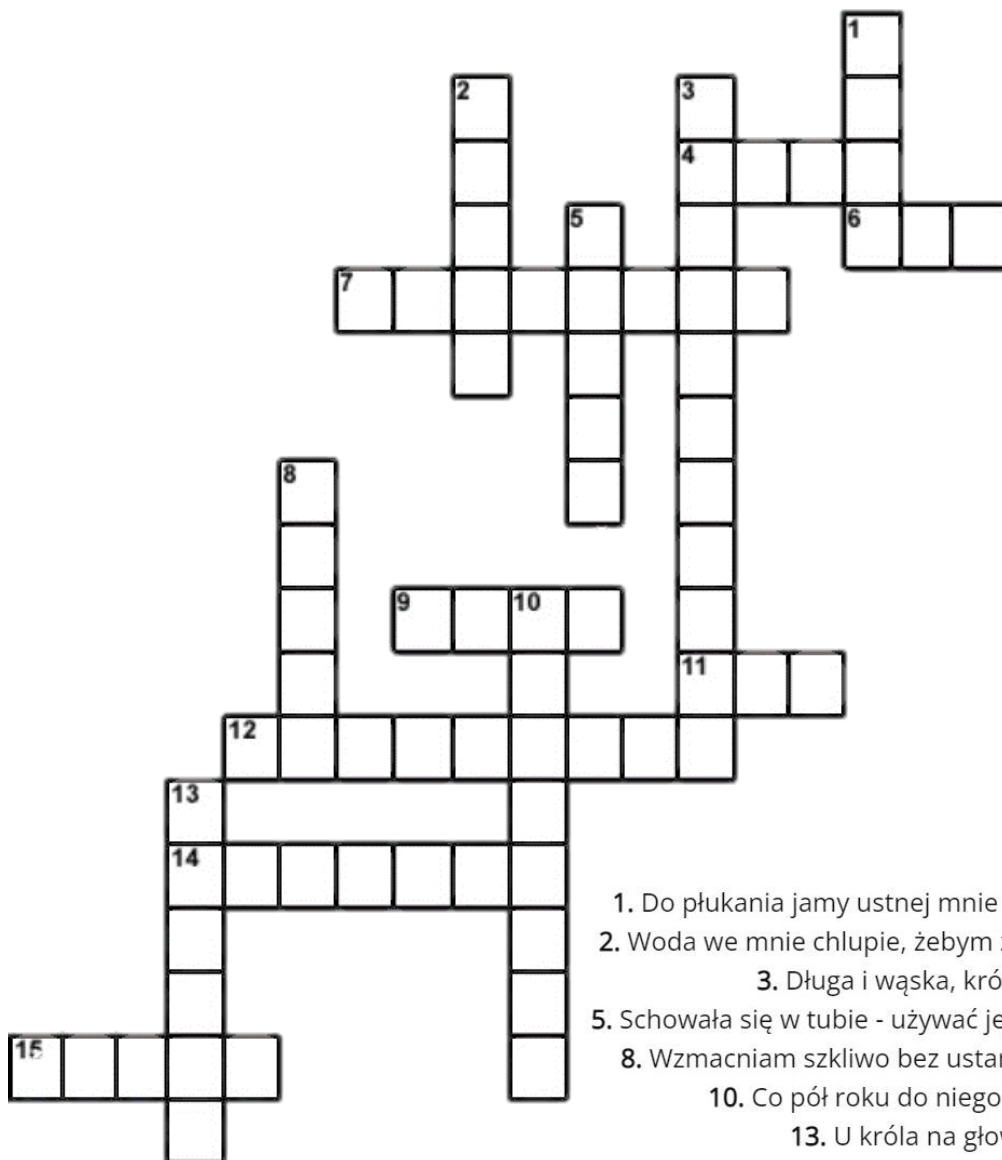 1
2
3
4
5
6
7
8
9
10
11
12
13
14
15
1. Do płukania jamy ustnej mnie
2. Woda we mnie chlupie, żebym
3. Długa i wąska, kró
5. Schowała się w tubie - używać je
8. Wzmacniam szkliwo bez ustan
10. Co pół roku do niego
13. U króla na głow